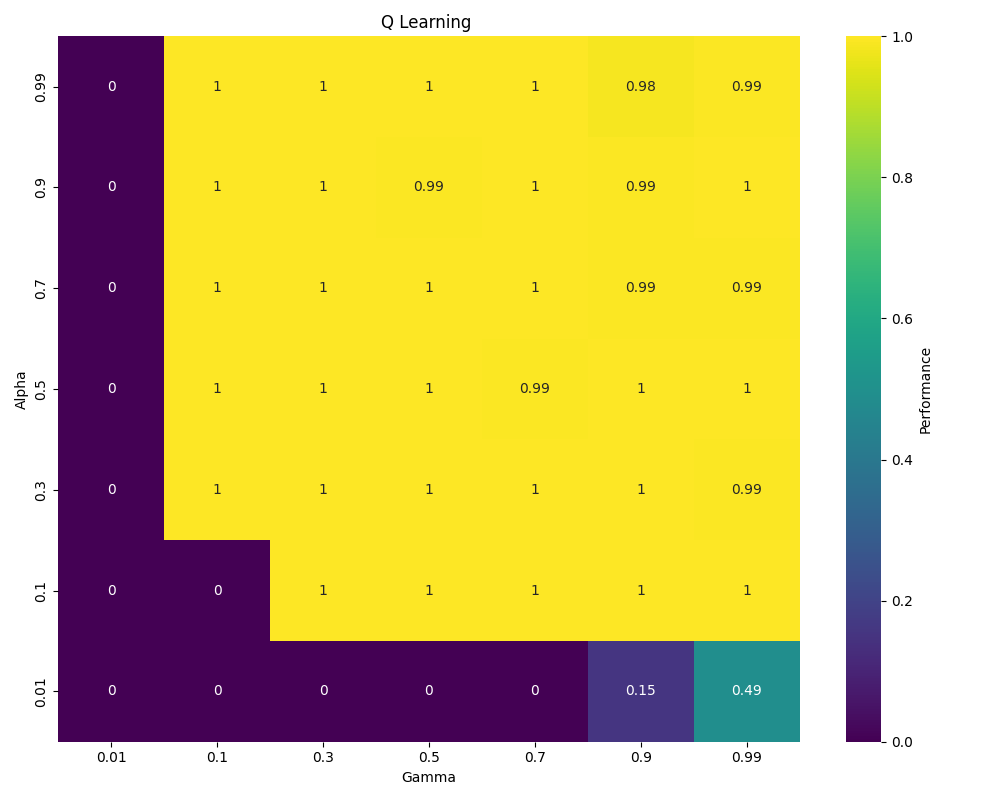 Q Learning
0.99 0 1 1 1 1 0.98 0.99
0.9 0 1 1 0.99 1 0.99 1
0.7 0 1 1 1 1 0.99 0.99
0.5 0 1 1 1 0.99 1 1
0.3 0 1 1 1 1 1 0.99
0.1 0 0 1 1 1 1 1
0.01 0 0 0 0 0 0.15 0.49
0.01 0.1 0.3 0.5 0.7 0.9 0.99
Gamma
Alpha
1.0
0.8
0.6
0.4
0.2
0.0
Performance